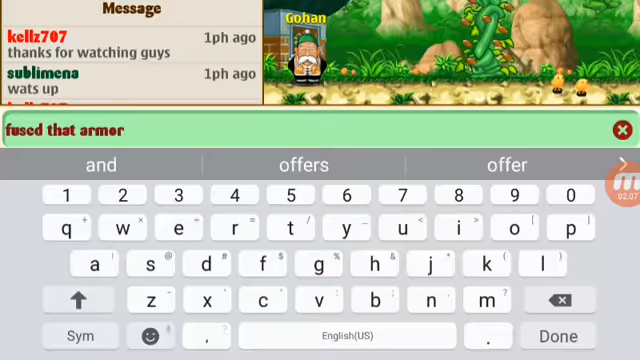 Message
kellz707 1ph ago
thanks for watching guys
sublimena 1ph ago
wats up
Gohan
fused that armor
and offers offer
1 2 3 4 5 6 7 8 9 0
q w e r t y u i o p
a s d f g h j k l
z x c v b n m
Sym , English(US) . Done
02:07